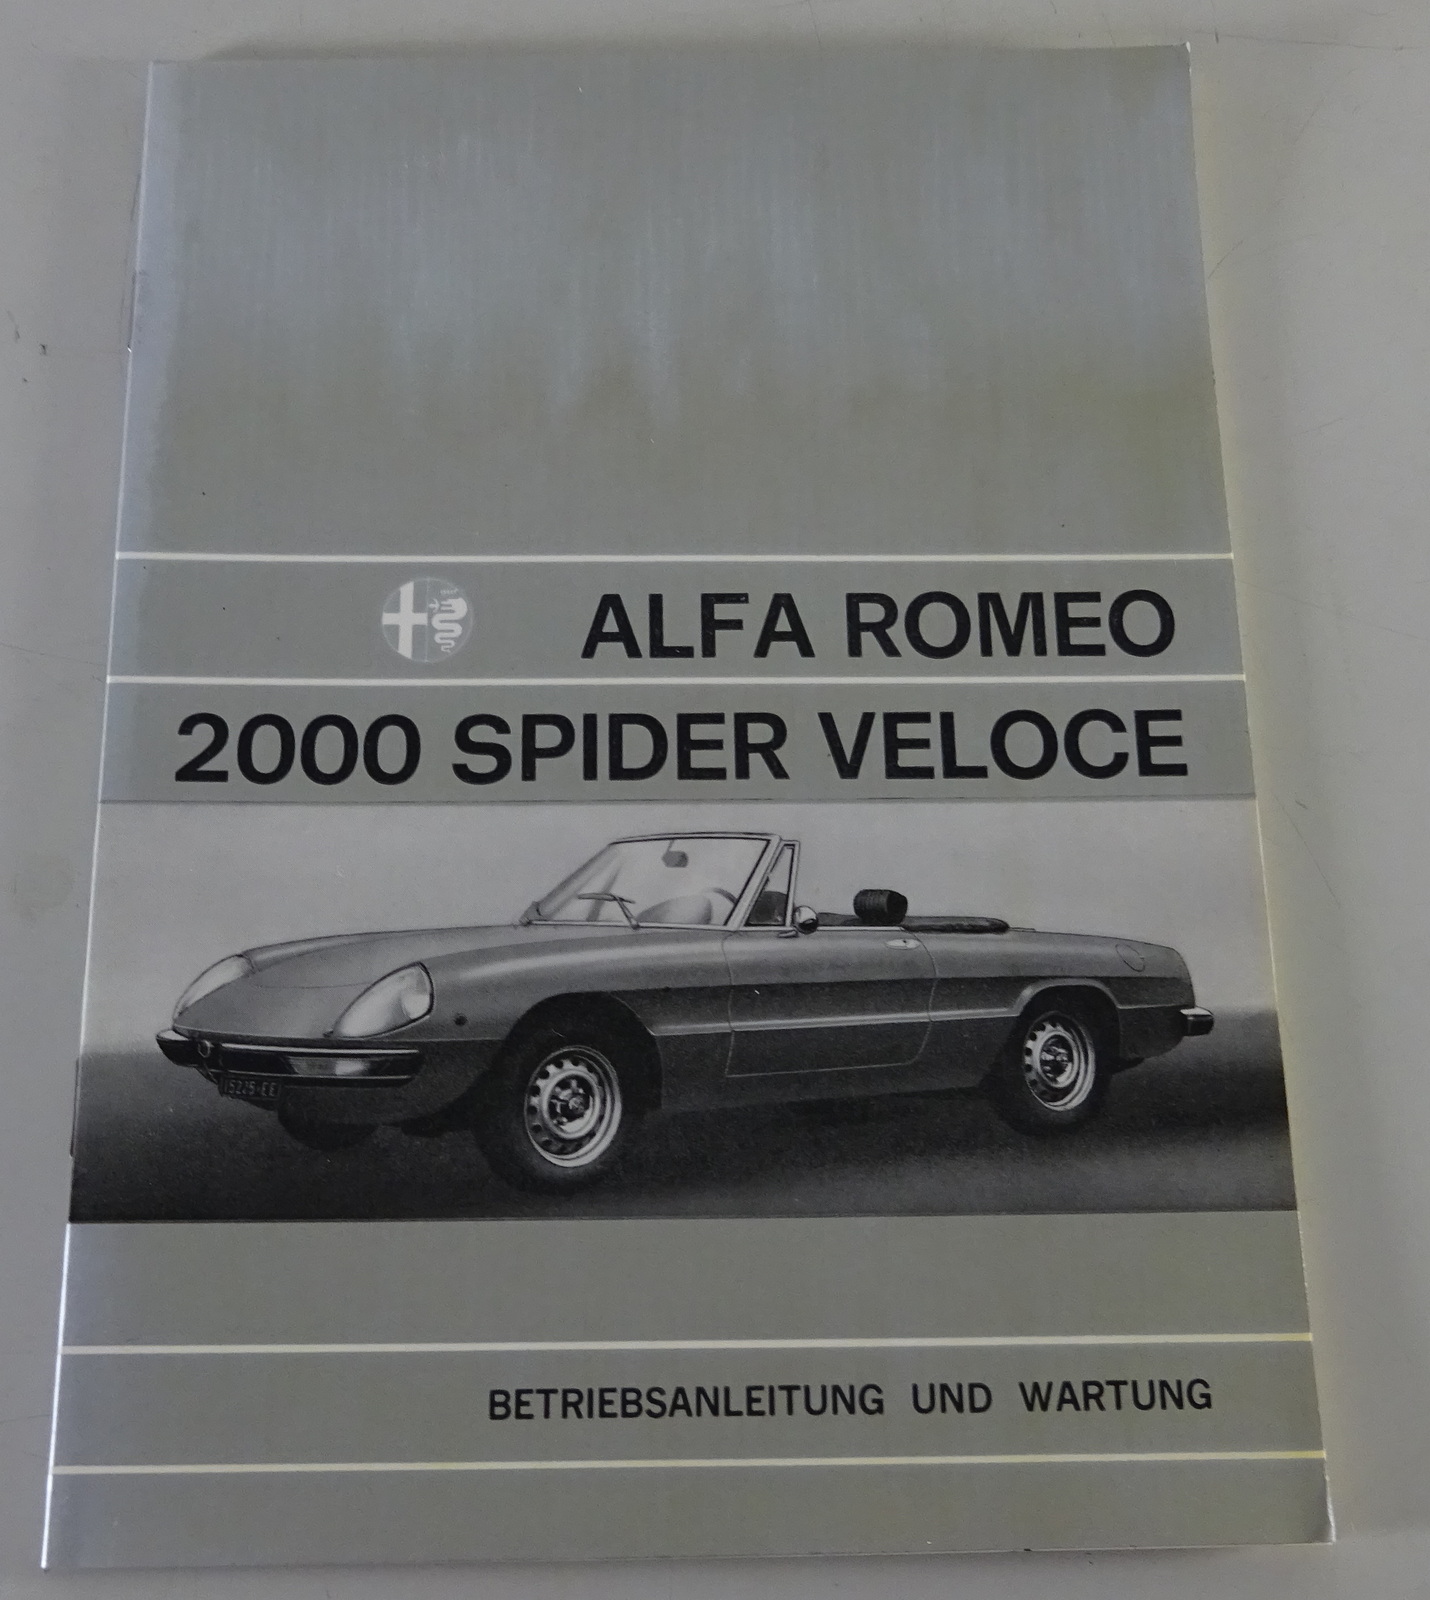 ALFA ROMEO
2000 SPIDER VELOCE
BETRIEBSANLEITUNG UND WARTUNG